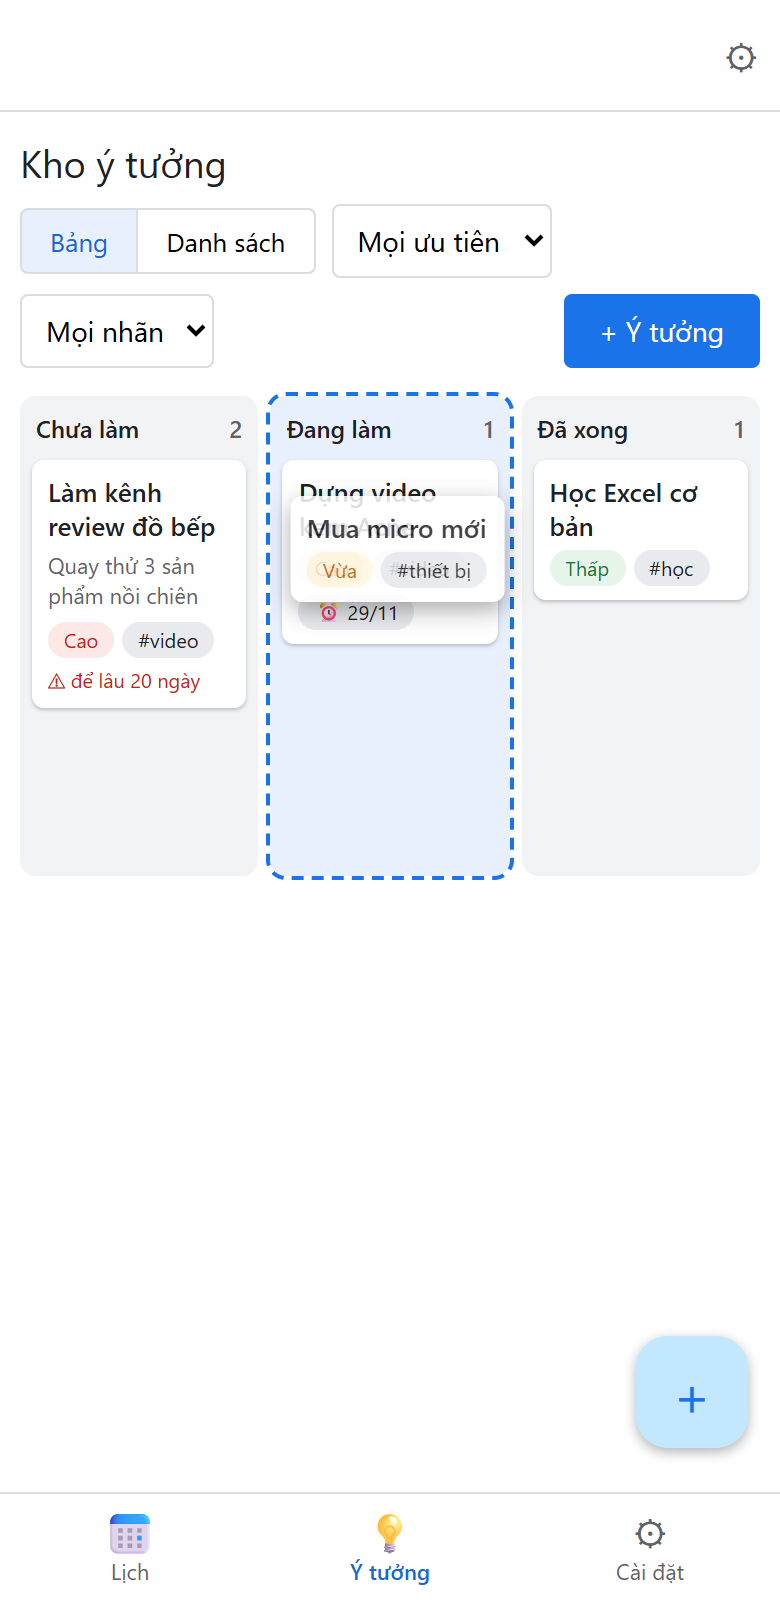 Kho ý tưởng
Bảng
Danh sách
Mọi ưu tiên
Mọi nhãn
+ Ý tưởng
Chưa làm 2
Làm kênh
review đồ bếp
Quay thử 3 sản
phẩm nồi chiên
Cao #video
⚠ để lâu 20 ngày
Đang làm 1
Dựng video
Mua micro mới
Vừa #thiết bị
⏰ 29/11
Đã xong 1
Học Excel cơ
bản
Thấp #học
+
Lịch
Ý tưởng
Cài đặt